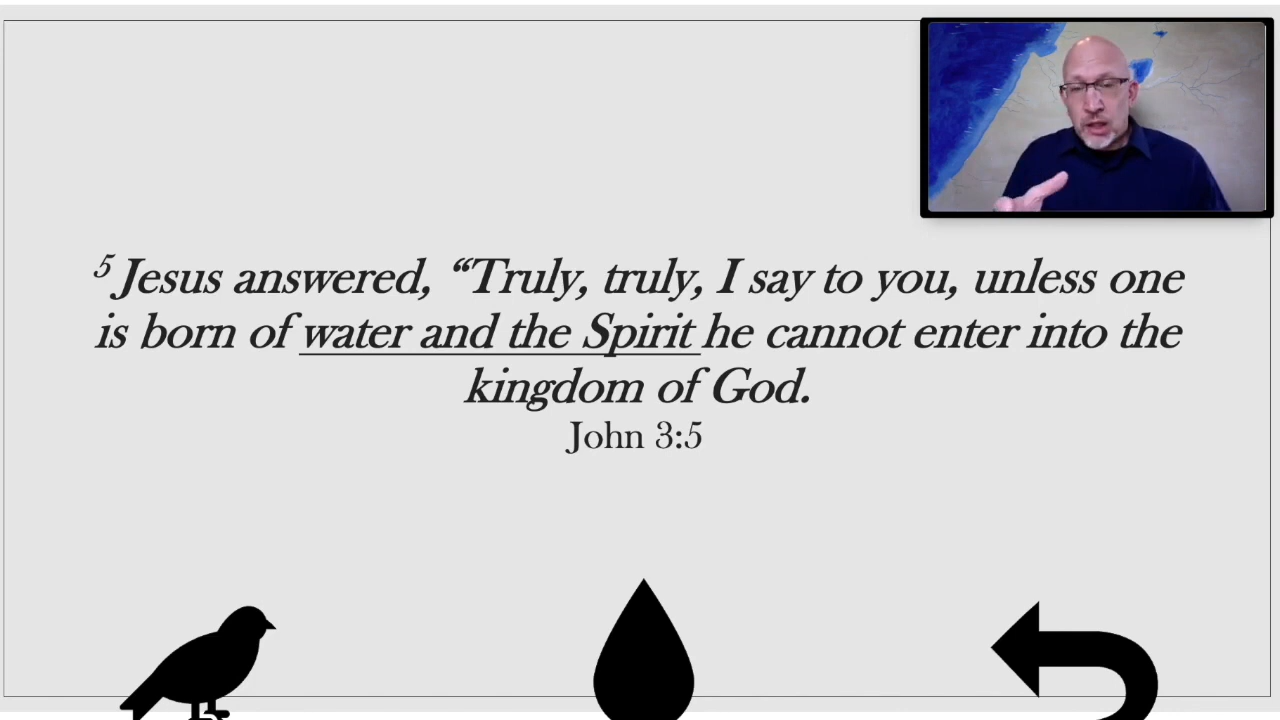 5 Jesus answered, “Truly, truly, I say to you, unless one
is born of water and the Spirit he cannot enter into the
kingdom of God.
John 3:5